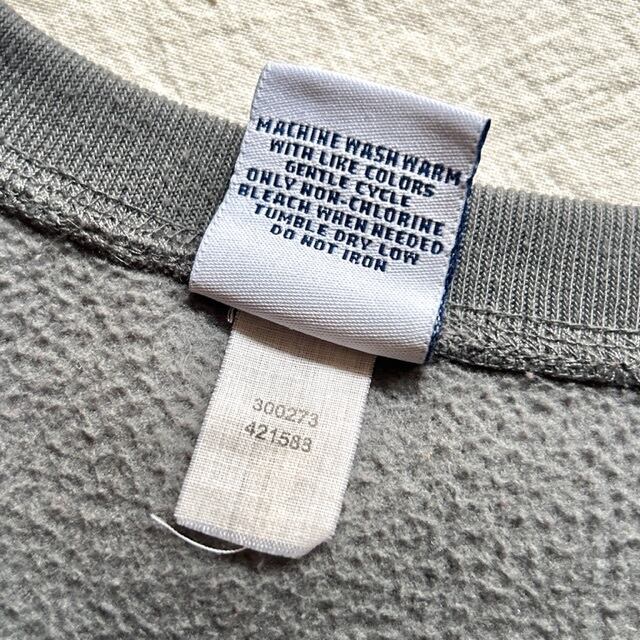 MACHINE WASH WARM
WITH LIKE COLORS
GENTLE CYCLE
ONLY NON-CHLORINE
BLEACH WHEN NEEDED
TUMBLE DRY LOW
DO NOT IRON
300273
421583